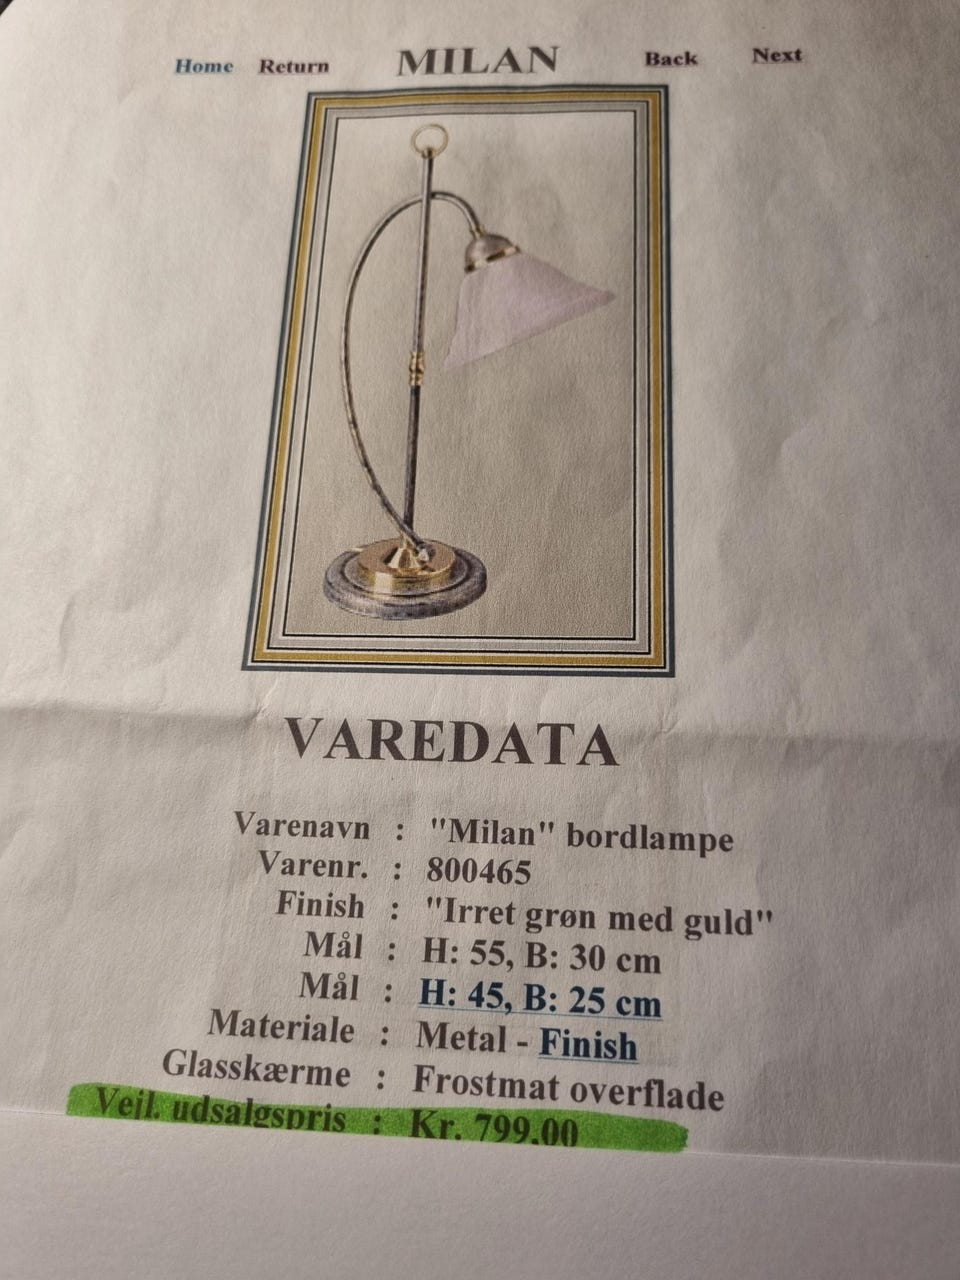 Home Return MILAN Back Next
VAREDATA
Varenavn : "Milan" bordlampe
Varenr. : 800465
Finish : "Irret grøn med guld"
Mål : H: 55, B: 30 cm
Mål : H: 45, B: 25 cm
Materiale : Metal - Finish
Glasskærme : Frostmat overflade
Vejl. udsalgspris : Kr. 799.00